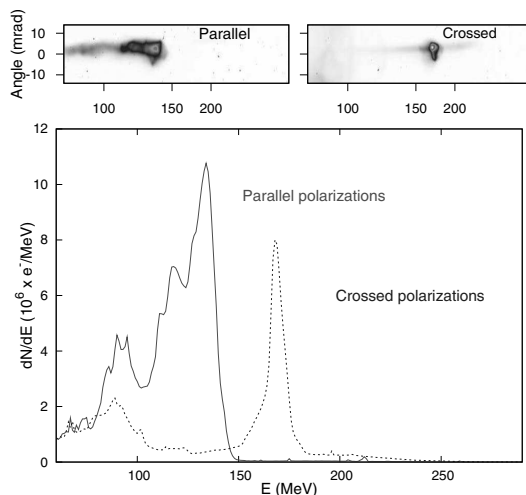 Angle (mrad)
10
0
-10
Parallel
Crossed
100
150
200
100
150
200
dN/dE (10⁶ x e⁻/MeV)
12
10
8
6
4
2
0
Parallel polarizations
Crossed polarizations
100
150
200
250
E (MeV)